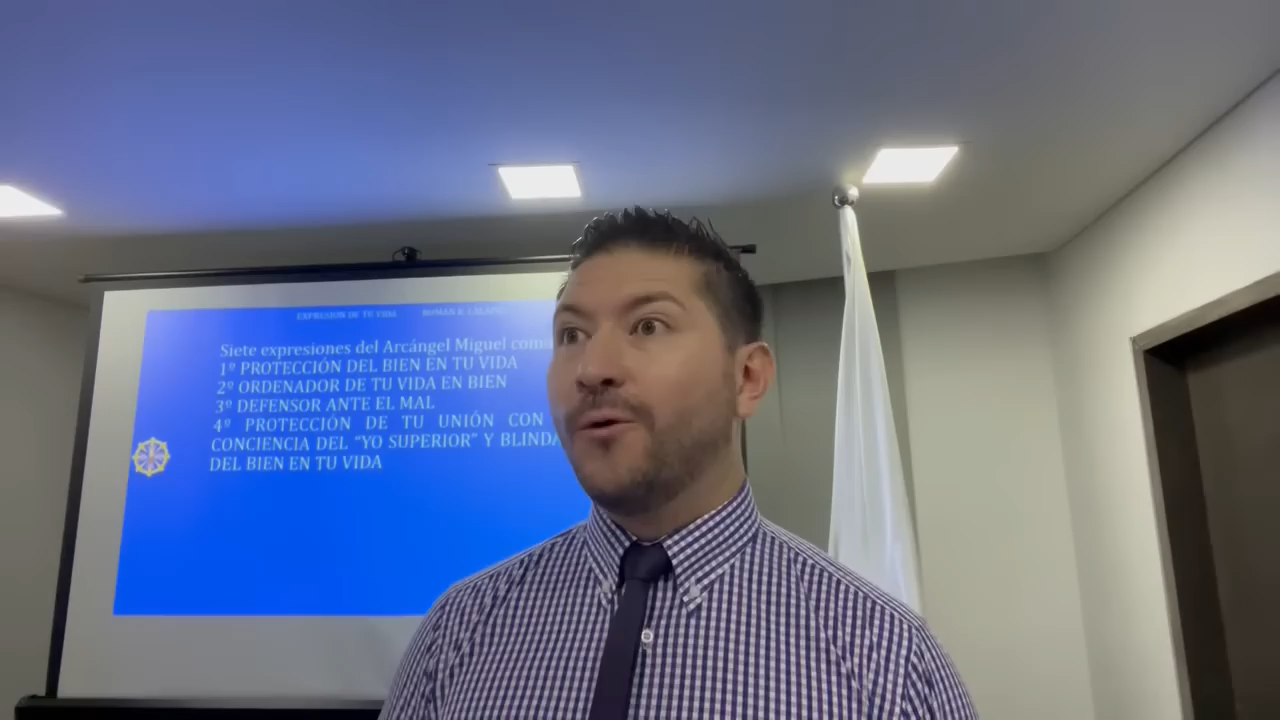 EXPRESIÓN DE TU VIDA ROMAN E.
Siete expresiones del Arcángel Miguel como
1º PROTECCIÓN DEL BIEN EN TU VIDA
2º ORDENADOR DE TU VIDA EN BIEN
3º DEFENSOR ANTE EL MAL
4º PROTECCIÓN DE TU UNIÓN CON
CONCIENCIA DEL “YO SUPERIOR” Y
DEL BIEN EN TU VIDA